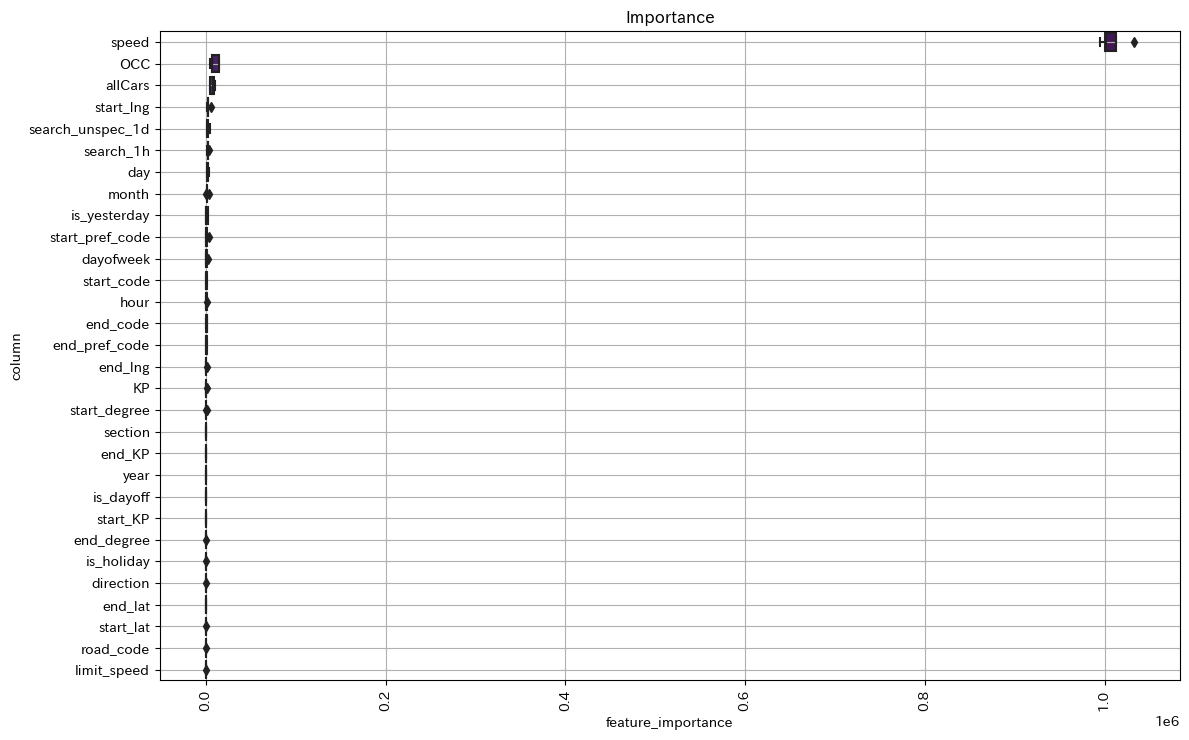 Importance
speed
OCC
allCars
start_lng
search_unspec_1d
search_1h
day
month
is_yesterday
start_pref_code
dayofweek
start_code
hour
end_code
end_pref_code
end_lng
KP
start_degree
section
end_KP
year
is_dayoff
start_KP
end_degree
is_holiday
direction
end_lat
start_lat
road_code
limit_speed
column
0.0 0.2 0.4 0.6 0.8 1.0
1e6
feature_importance